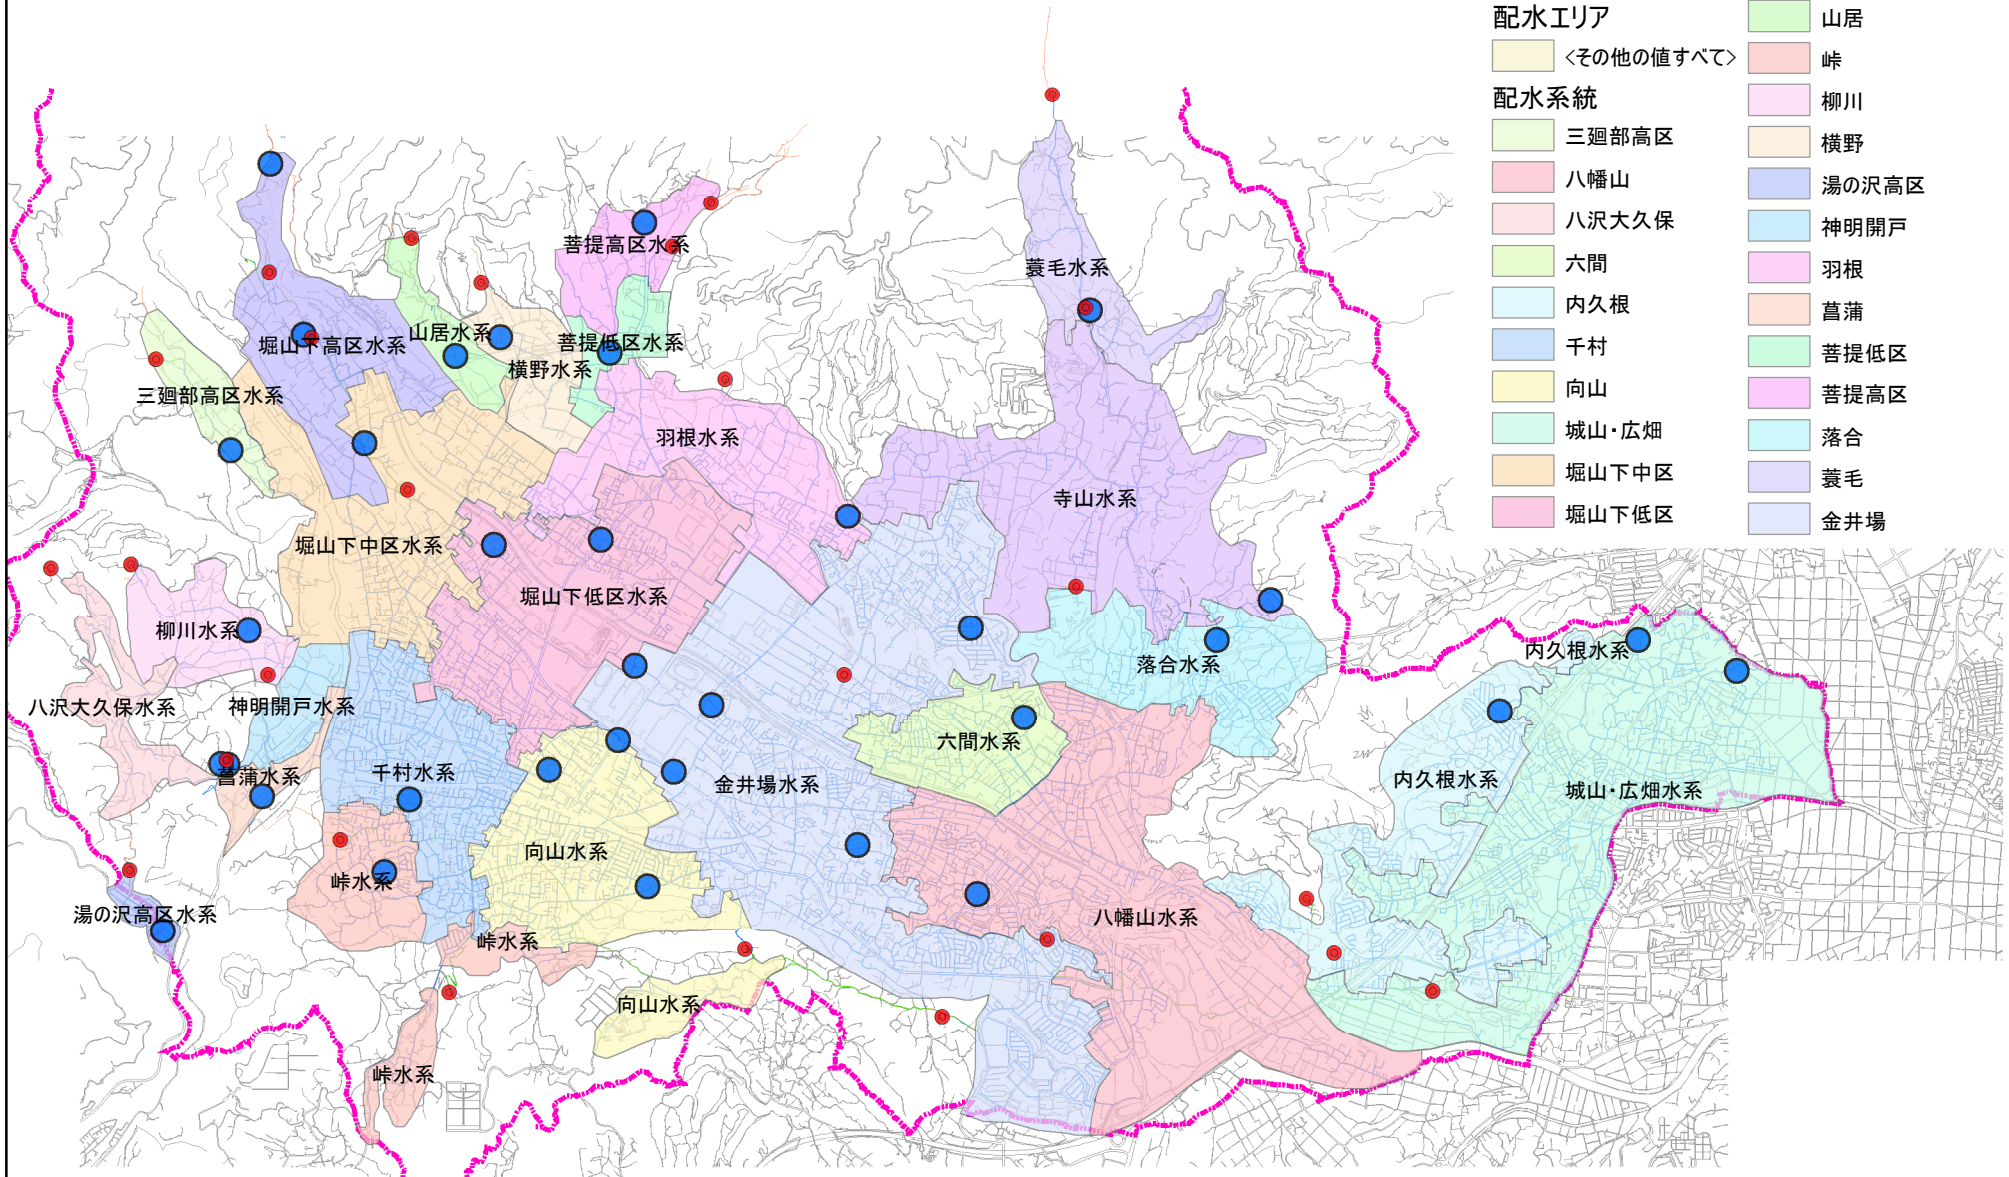 配水エリア
<その他の値すべて>
配水系統
三廻部高区
八幡山
八沢大久保
六間
内久根
千村
向山
城山・広畑
堀山下中区
堀山下低区
山居
峠
柳川
横野
湯の沢高区
神明開戸
羽根
菖蒲
菩提低区
菩提高区
落合
蓑毛
金井場
菩提高区水系
蓑毛水系
山居水系
堀山下高区水系
菩提低区水系
横野水系
三廻部高区水系
羽根水系
寺山水系
堀山下中区水系
堀山下低区水系
柳川水系
内久根水系
落合水系
八沢大久保水系
神明開戸水系
六間水系
菖蒲水系
千村水系
金井場水系
内久根水系
城山・広畑水系
向山水系
峠水系
湯の沢高区水系
八幡山水系
峠水系
向山水系
峠水系